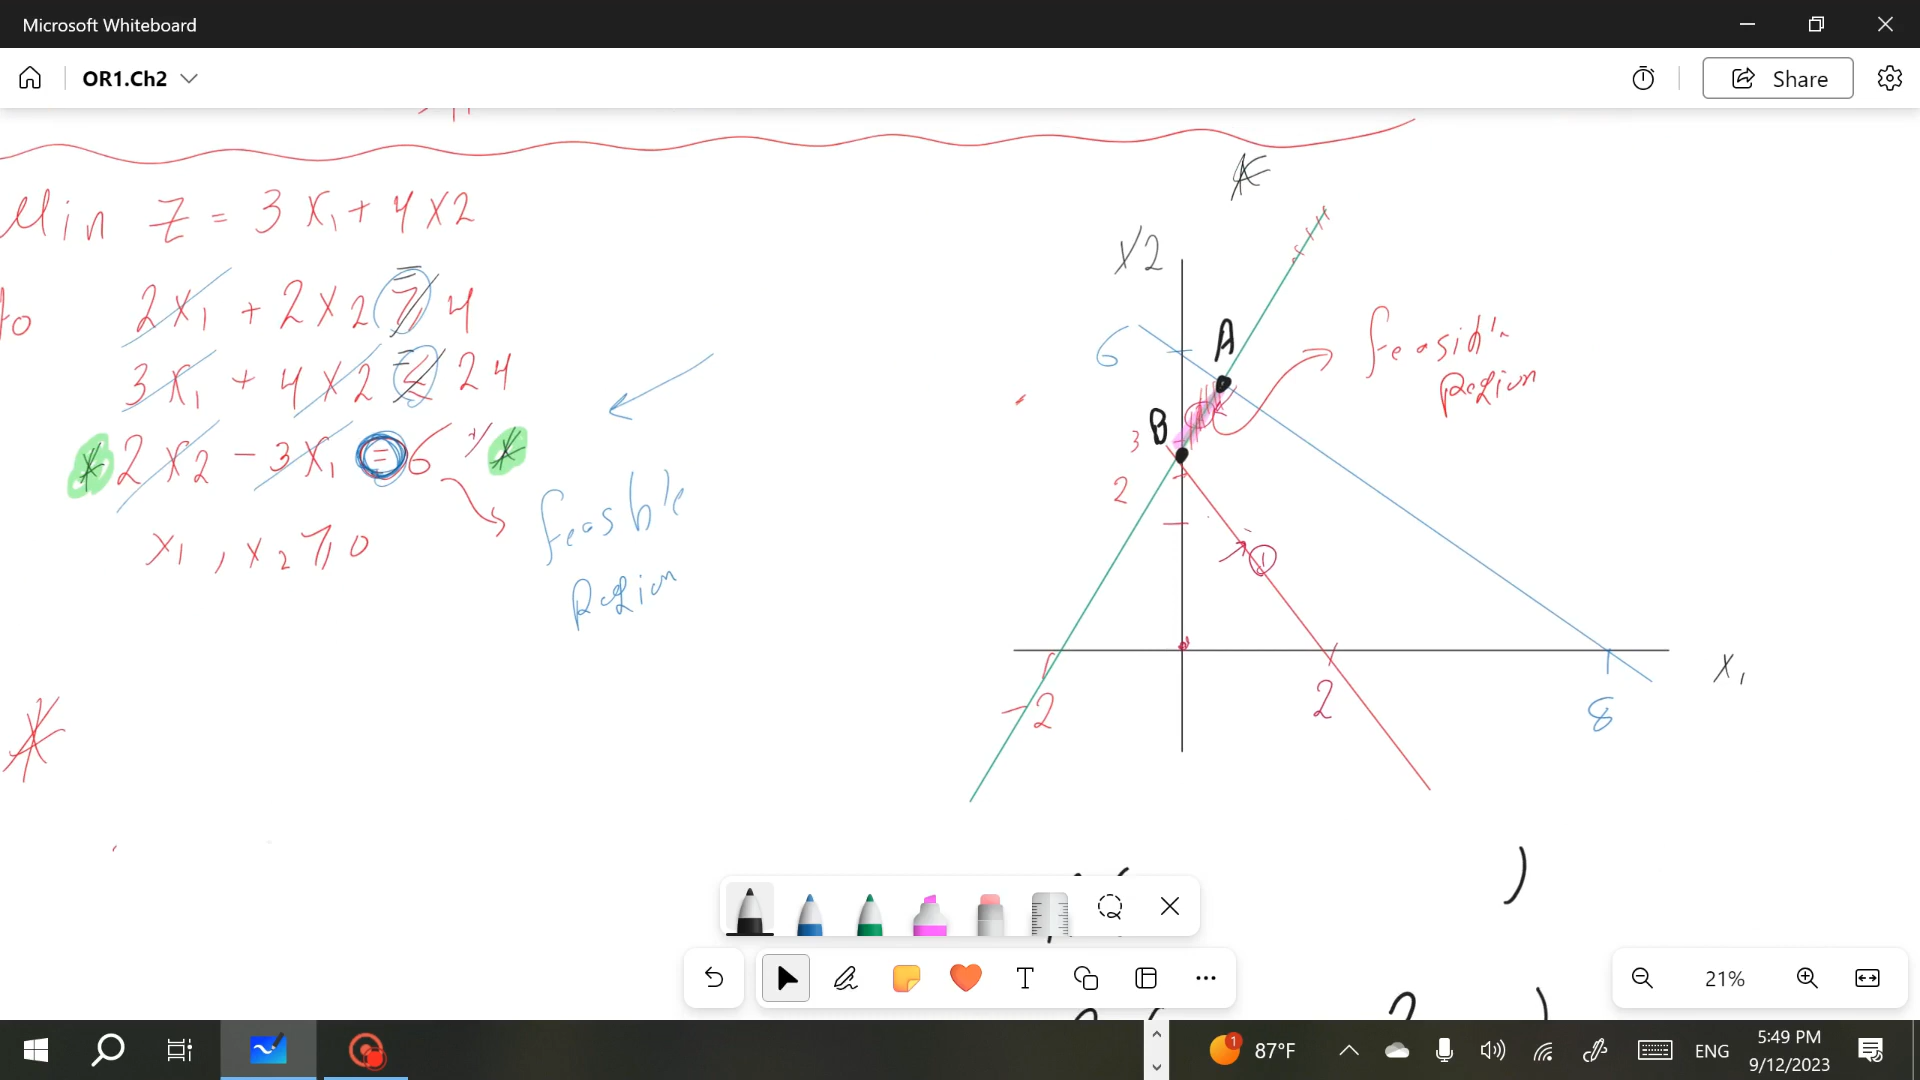 Microsoft Whiteboard
OR1.Ch2
Share
Min Z = 3x1 + 4x2
to 2x1 + 2x2 ≥ 4
3x1 + 4x2 ≤ 24
* 2x2 - 3x1 = 6 *
x1, x2 ≥ 0
feasible
Region
X2
6
A
B
3
2
1
feasible
Region
-2
2
8
X1
21%
1
87°F
ENG
5:49 PM
9/12/2023